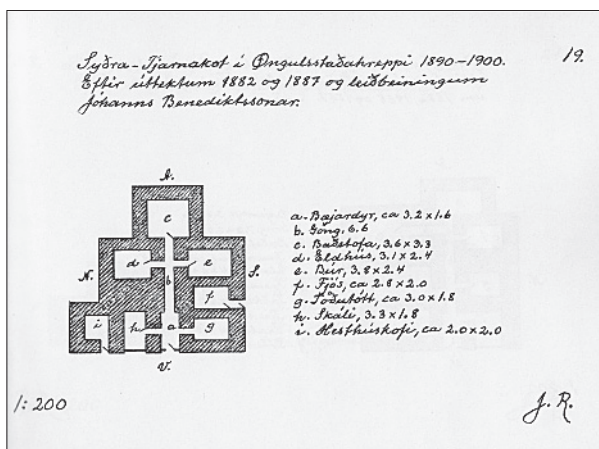 19.
Syðra-Tjarnakot í Öngulsstaðahreppi 1890-1900.
Eftir úttektum 1882 og 1887 og leiðbeiningum
Jóhanns Benediktssonar.
A.
c
d
e
N.
b
S.
f
i
h
a
g
V.
a. Bæjardyr, ca 3.2 x 1.6
b. Göng, 6.6
c. Baðstofa, 3.6 x 3.3
d. Eldhús, 3.1 x 2.4
e. Búr, 3.8 x 2.4
f. Fjós, ca 2.8 x 2.0
g. Töðutótt, ca 3.0 x 1.8
h. Skáli, 3.3 x 1.8
i. Hesthúskofi, ca 2.0 x 2.0
1:200
J. R.